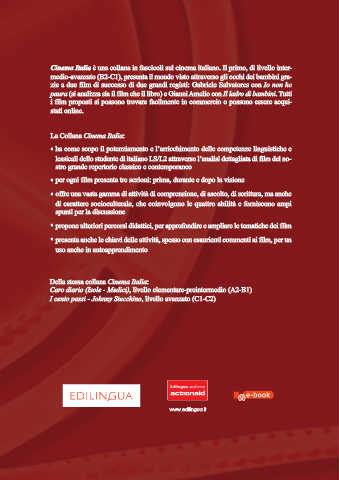 Cinema Italia è una collana in fascicoli sul cinema italiano. Il primo, di livello inter-
medio-avanzato (B2-C1), presenta il mondo visto attraverso gli occhi dei bambini gra-
zie a due film di successo di due grandi registi: Gabriele Salvatores con Io non ho
paura (si analizza sia il film che il libro) e Gianni Amelio con Il ladro di bambini. Tutti
i film proposti si possono trovare facilmente in commercio o possono essere acqui-
stati online.
La Collana Cinema Italia:
• ha come scopo il potenziamento e l'arricchimento delle competenze linguistiche e
lessicali dello studente di italiano LS/L2 attraverso l'analisi dettagliata di film del no-
stro grande repertorio classico e contemporaneo
• per ogni film presenta tre sezioni: prima, durante e dopo la visione
• offre una vasta gamma di attività di comprensione, di ascolto, di scrittura, ma anche
di carattere socioculturale, che coinvolgono le quattro abilità e forniscono ampi
spunti per la discussione
• propone ulteriori percorsi didattici, per approfondire e ampliare le tematiche dei film
• presenta anche le chiavi delle attività, spesso con esaurienti commenti ai film, per un
uso anche in autoapprendimento
Della stessa collana Cinema Italia:
Caro diario (Isole - Medici), livello elementare-preintermedio (A2-B1)
I cento passi - Johnny Stecchino, livello avanzato (C1-C2)
EDILINGUA
Edilingua sostiene
actionaid
www.edilingua.it
@ e-book